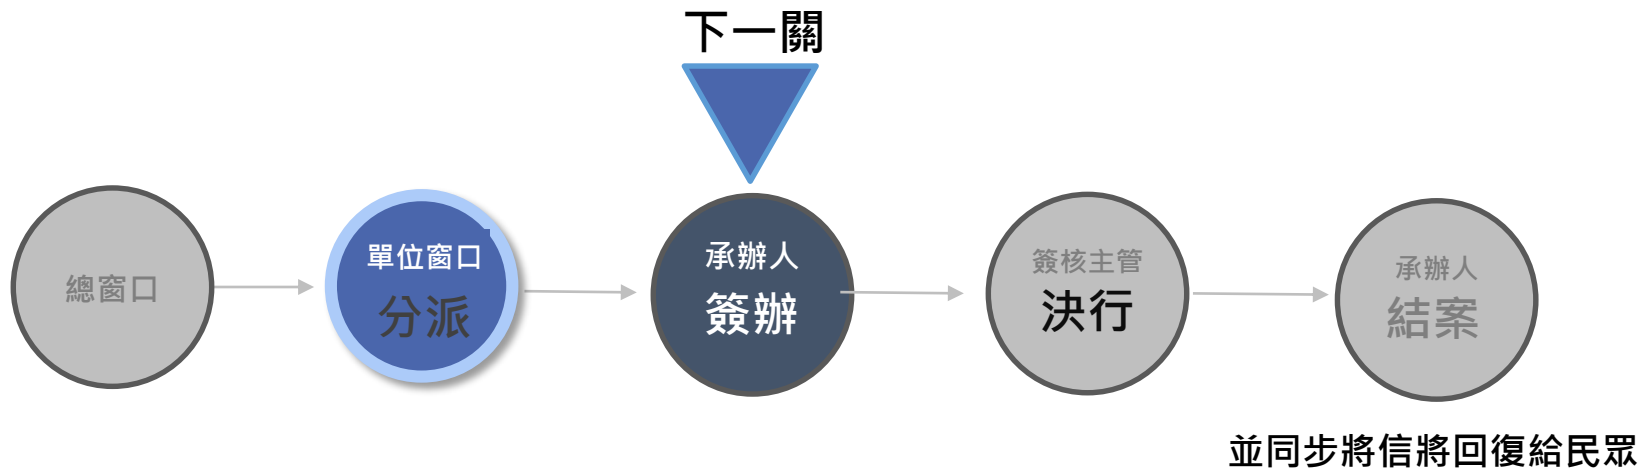 下一關
總窗口
單位窗口
分派
承辦人
簽辦
簽核主管
決行
承辦人
結案
並同步將信將回復給民眾